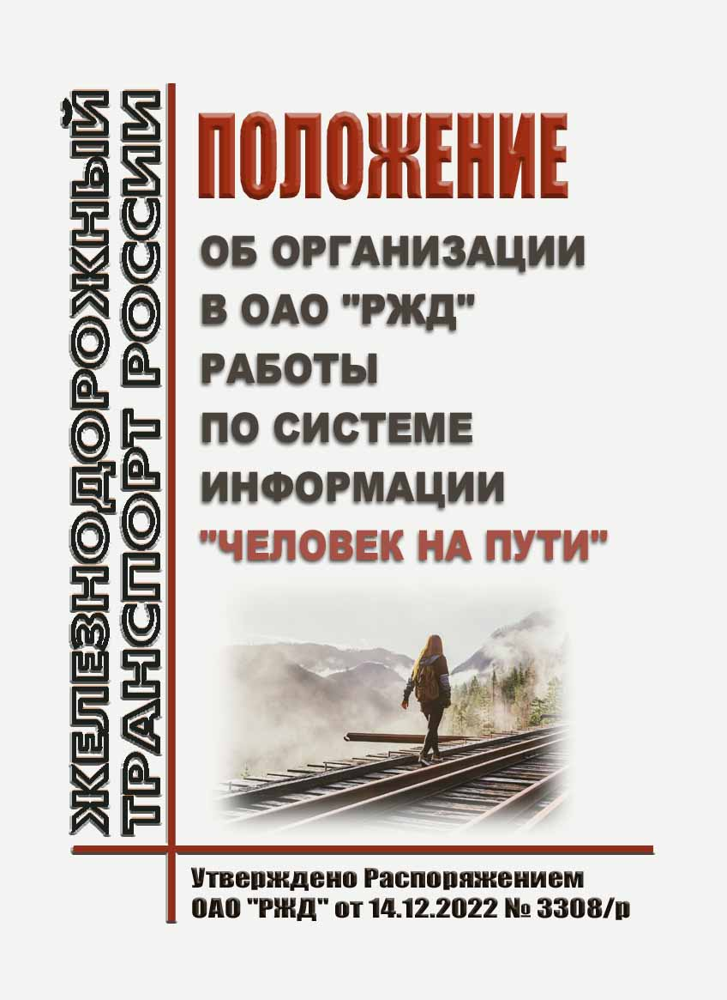 ЖЕЛЕЗНОДОРОЖНЫЙ
ТРАНСПОРТ РОССИИ
ПОЛОЖЕНИЕ
ОБ ОРГАНИЗАЦИИ
В ОАО "РЖД"
РАБОТЫ
ПО СИСТЕМЕ
ИНФОРМАЦИИ
"ЧЕЛОВЕК НА ПУТИ"
Утверждено Распоряжением
ОАО "РЖД" от 14.12.2022 № 3308/р